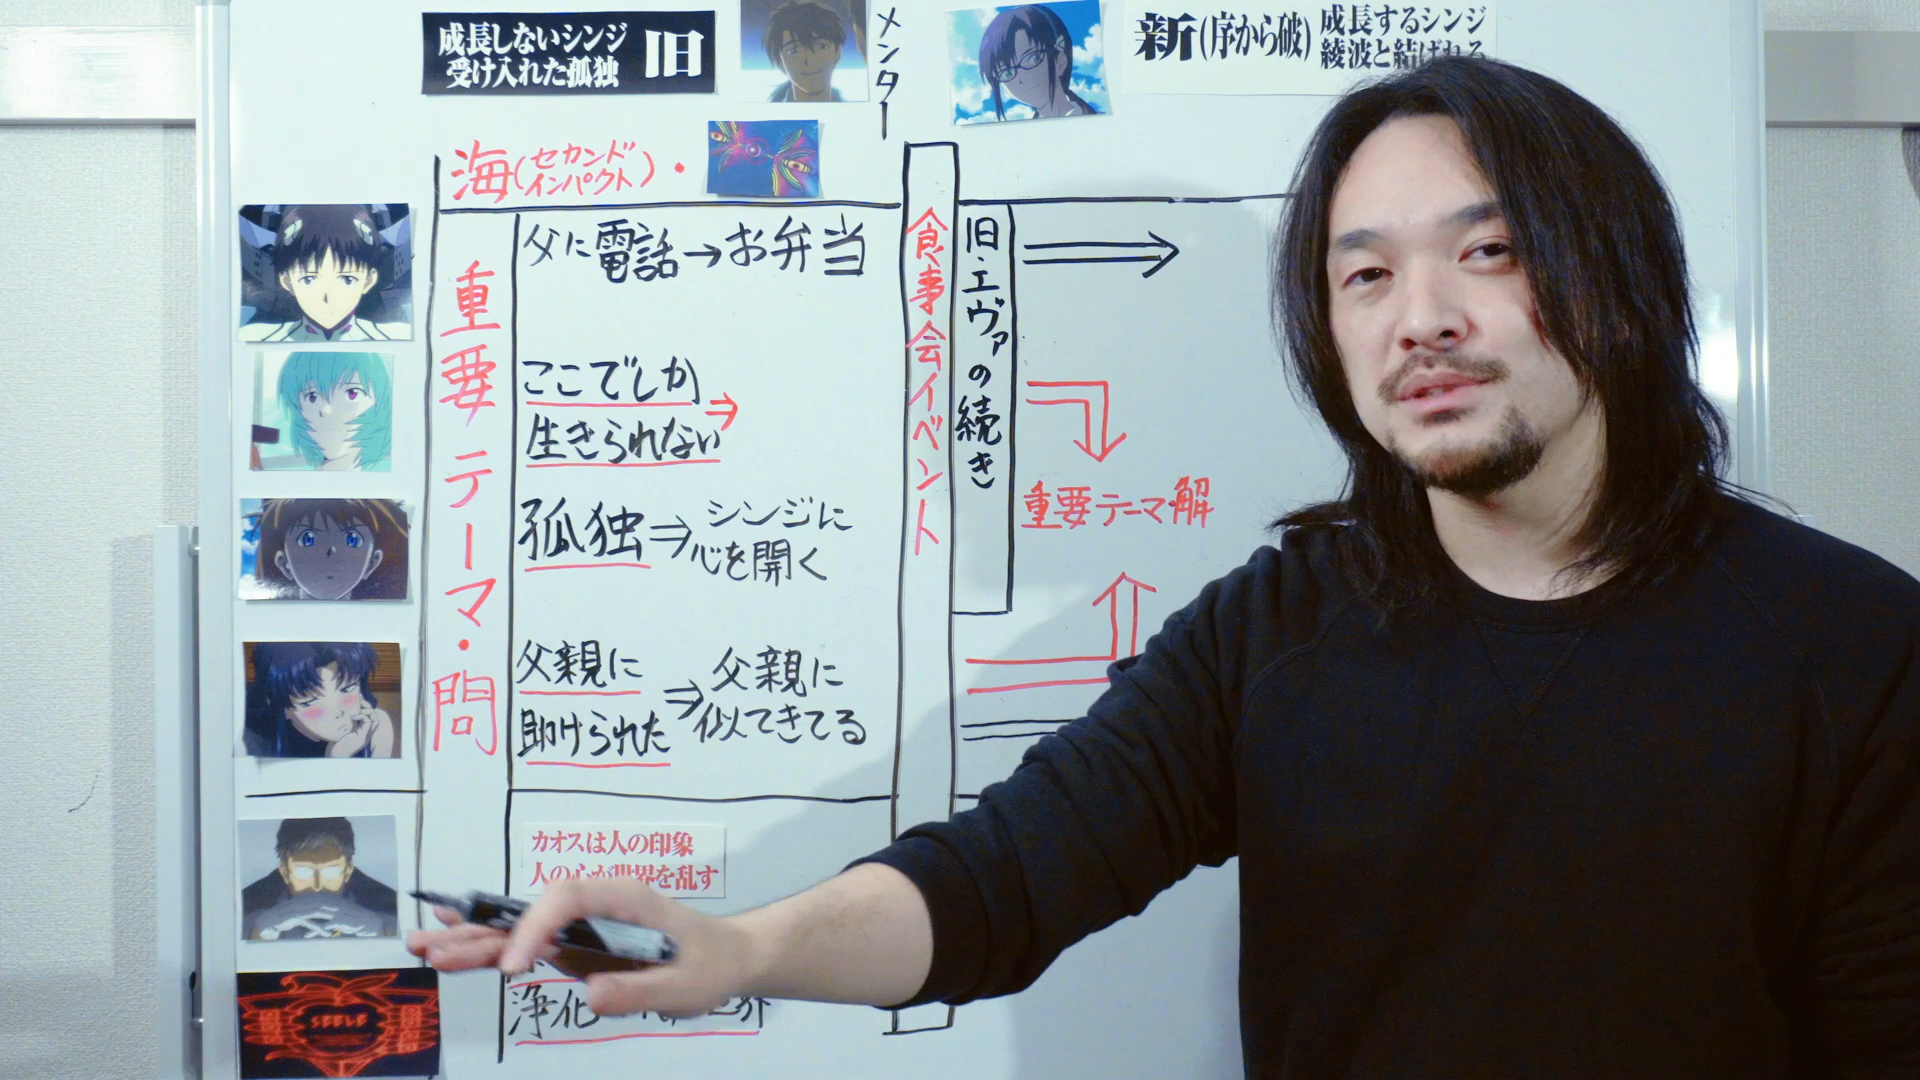 成長しないシンジ
受け入れた孤独
旧
メンター
新(序から破)
成長するシンジ
綾波と結ばれる
海(セカンドインパクト)・
重要テーマ・問
父に電話→お弁当
ここでしか
生きられない⇒
孤独⇒シンジに
心を開く
父親に
助けられた⇒父親に
似てきてる
食事会イベント
旧・エヴァの続き
重要テーマ・解
カオスは人の印象
人の心が世界を乱す
浄化
界
SEELE